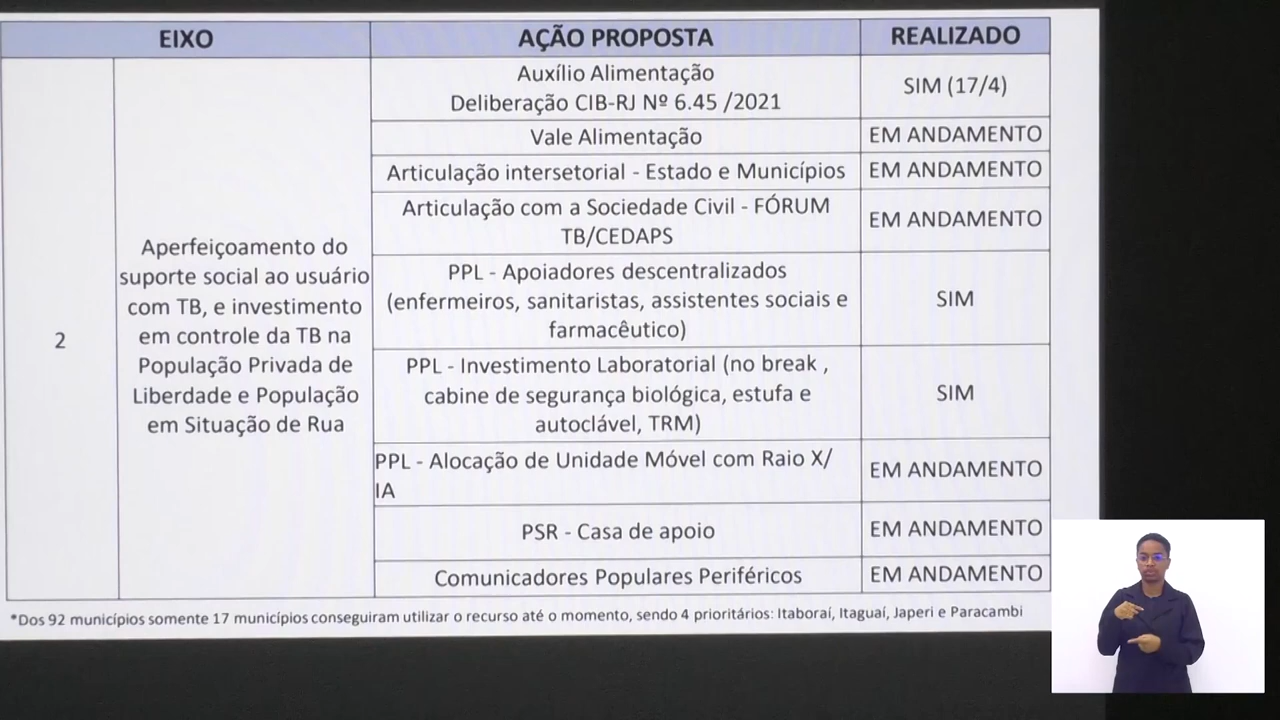 EIXO
AÇÃO PROPOSTA
REALIZADO
2
Aperfeiçoamento do
suporte social ao usuário
com TB, e investimento
em controle da TB na
População Privada de
Liberdade e População
em Situação de Rua
Auxílio Alimentação
Deliberação CIB-RJ Nº 6.45 /2021
SIM (17/4)
Vale Alimentação
EM ANDAMENTO
Articulação intersetorial - Estado e Municípios
EM ANDAMENTO
Articulação com a Sociedade Civil - FÓRUM
TB/CEDAPS
EM ANDAMENTO
PPL - Apoiadores descentralizados
(enfermeiros, sanitaristas, assistentes sociais e
farmacêutico)
SIM
PPL - Investimento Laboratorial (no break ,
cabine de segurança biológica, estufa e
autoclável, TRM)
SIM
PPL - Alocação de Unidade Móvel com Raio X/
IA
EM ANDAMENTO
PSR - Casa de apoio
EM ANDAMENTO
Comunicadores Populares Periféricos
EM ANDAMENTO
*Dos 92 municípios somente 17 municípios conseguiram utilizar o recurso até o momento, sendo 4 prioritários: Itaboraí, Itaguaí, Japeri e Paracambi